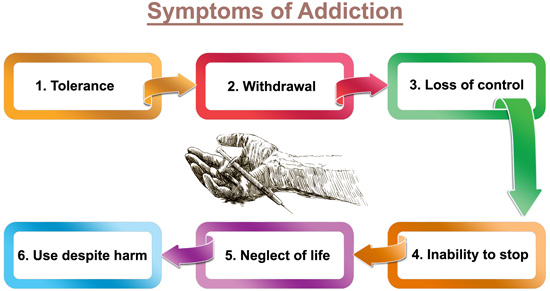 Symptoms of Addiction
1. Tolerance
2. Withdrawal
3. Loss of control
4. Inability to stop
5. Neglect of life
6. Use despite harm